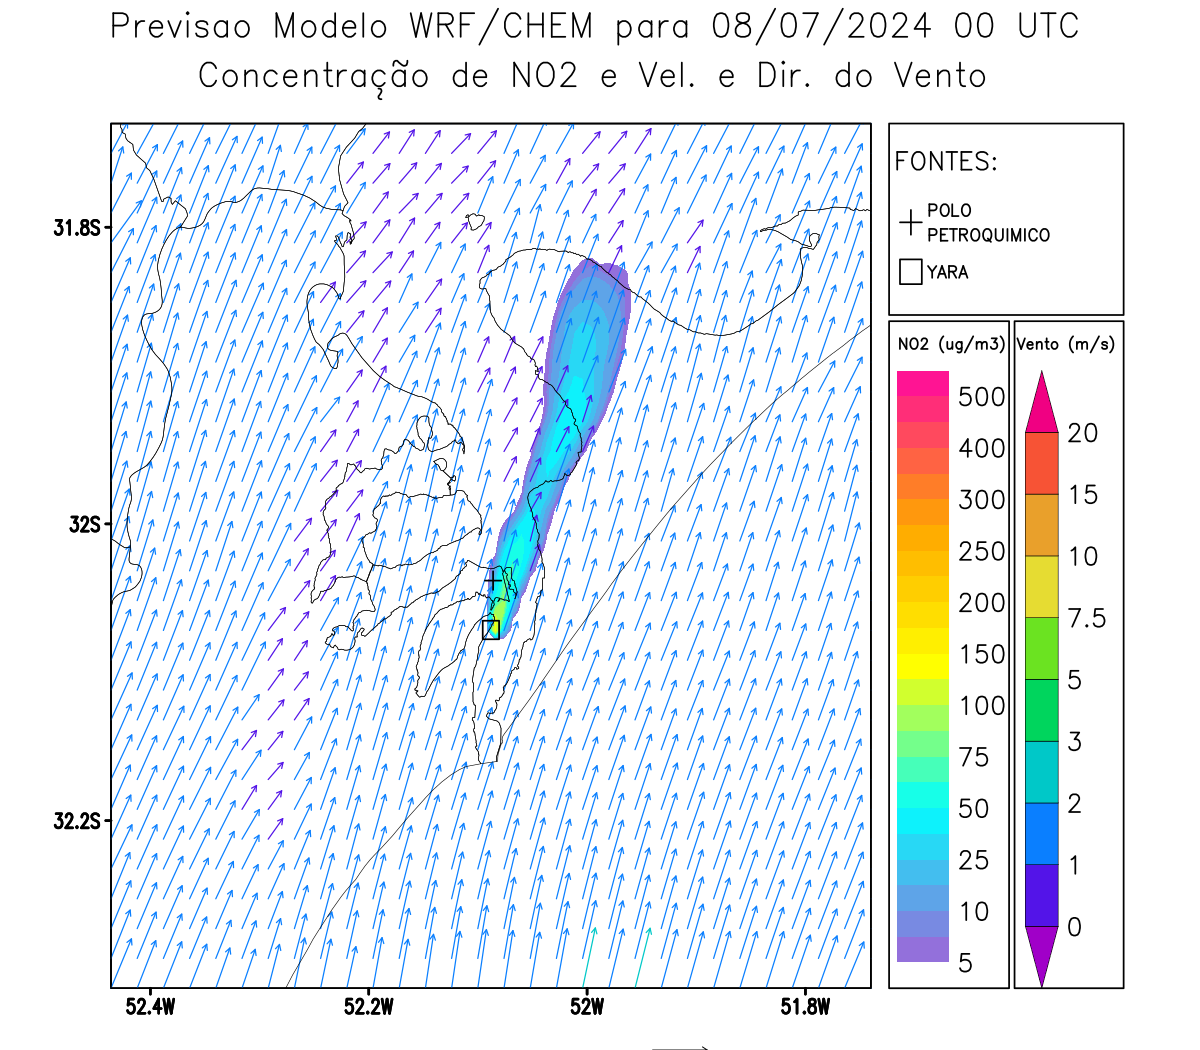 Previsao Modelo WRF/CHEM para 08/07/2024 00 UTC
Concentração de NO2 e Vel. e Dir. do Vento
FONTES:
POLO
PETROQUIMICO
YARA
NO2 (ug/m3)
500
400
300
250
200
150
100
75
50
25
10
5
Vento (m/s)
20
15
10
7.5
5
3
2
1
0
31.8S
32S
32.2S
52.4W
52.2W
52W
51.8W